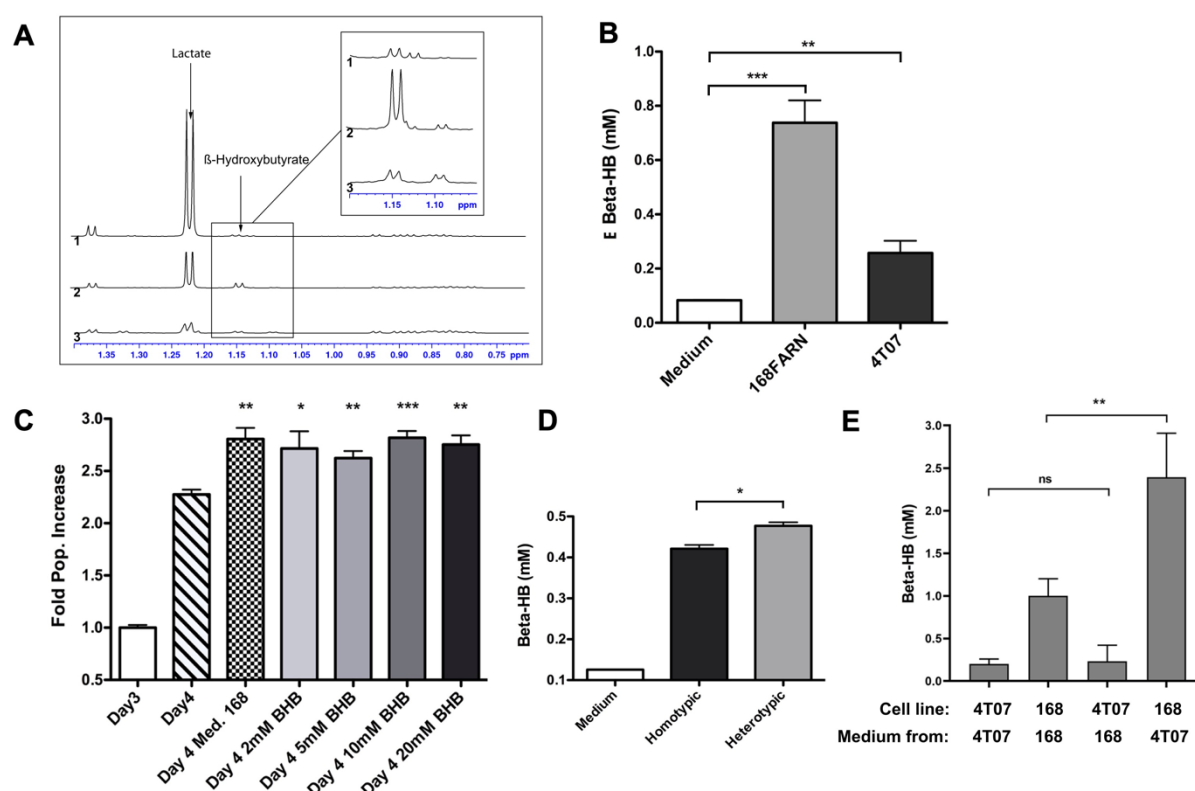 A
Lactate
ß-Hydroxybutyrate
1
2
3
1.15 1.10 ppm
1
2
3
1.35 1.30 1.25 1.20 1.15 1.10 1.05 1.00 0.95 0.90 0.85 0.80 0.75 ppm
B
**
***
Beta-HB (mM)
1.0
0.8
0.6
0.4
0.2
0.0
Medium
168FARN
4T07
C
** * ** *** **
Fold Pop. Increase
3.0
2.5
2.0
1.5
1.0
0.5
Day3
Day4
Day 4 Med. 168
Day 4 2mM BHB
Day 4 5mM BHB
Day 4 10mM BHB
Day 4 20mM BHB
D
*
Beta-HB (mM)
0.5
0.4
0.3
0.1
Medium
Homotypic
Heterotypic
E
**
ns
Beta-HB (mM)
3.0
2.5
2.0
1.5
1.0
0.5
0.0
Cell line: 4T07 168 4T07 168
Medium from: 4T07 168 168 4T07